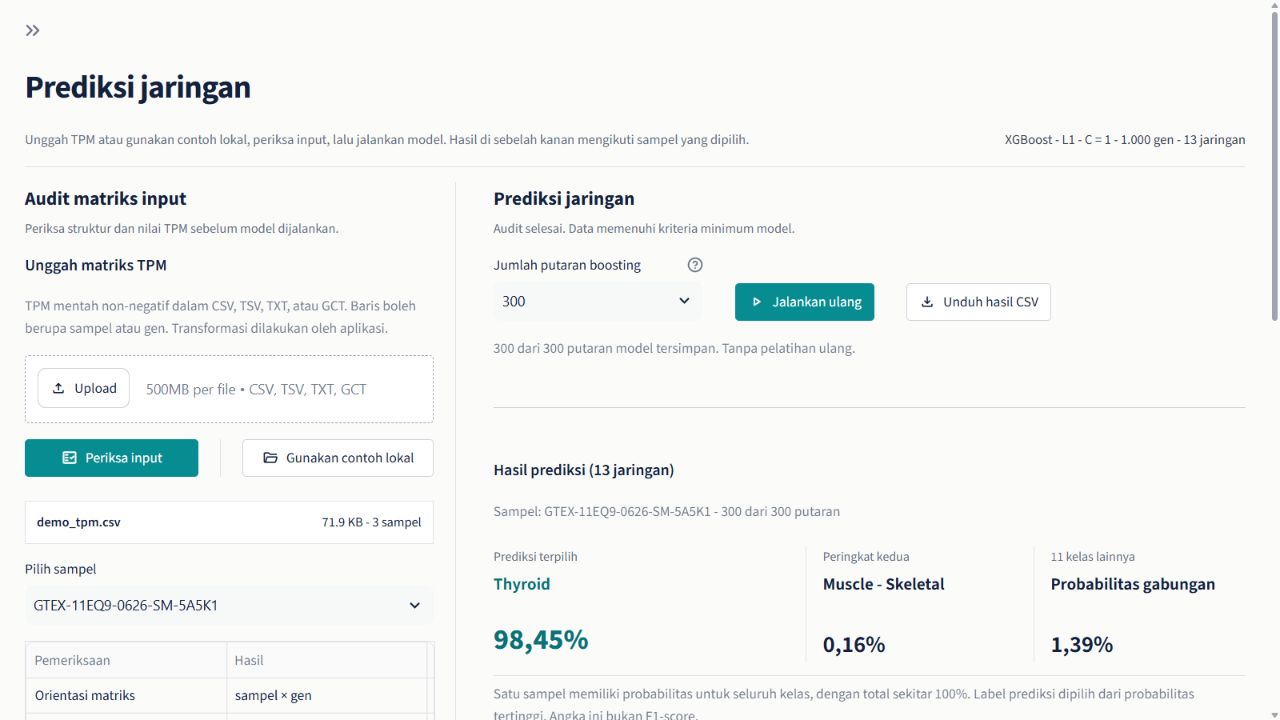 Prediksi jaringan
Unggah TPM atau gunakan contoh lokal, periksa input, lalu jalankan model. Hasil di sebelah kanan mengikuti sampel yang dipilih.
XGBoost - L1 - C = 1 - 1.000 gen - 13 jaringan
Audit matriks input
Periksa struktur dan nilai TPM sebelum model dijalankan.
Unggah matriks TPM
TPM mentah non-negatif dalam CSV, TSV, TXT, atau GCT. Baris boleh
berupa sampel atau gen. Transformasi dilakukan oleh aplikasi.
Upload
500MB per file • CSV, TSV, TXT, GCT
Periksa input
Gunakan contoh lokal
demo_tpm.csv
71.9 KB - 3 sampel
Pilih sampel
GTEX-11EQ9-0626-SM-5A5K1
Pemeriksaan
Hasil
Orientasi matriks
sampel × gen
Prediksi jaringan
Audit selesai. Data memenuhi kriteria minimum model.
Jumlah putaran boosting
300
Jalankan ulang
Unduh hasil CSV
300 dari 300 putaran model tersimpan. Tanpa pelatihan ulang.
Hasil prediksi (13 jaringan)
Sampel: GTEX-11EQ9-0626-SM-5A5K1 - 300 dari 300 putaran
Prediksi terpilih
Thyroid
98,45%
Peringkat kedua
Muscle - Skeletal
0,16%
11 kelas lainnya
Probabilitas gabungan
1,39%
Satu sampel memiliki probabilitas untuk seluruh kelas, dengan total sekitar 100%. Label prediksi dipilih dari probabilitas
tertinggi. Angka ini bukan F1-score.